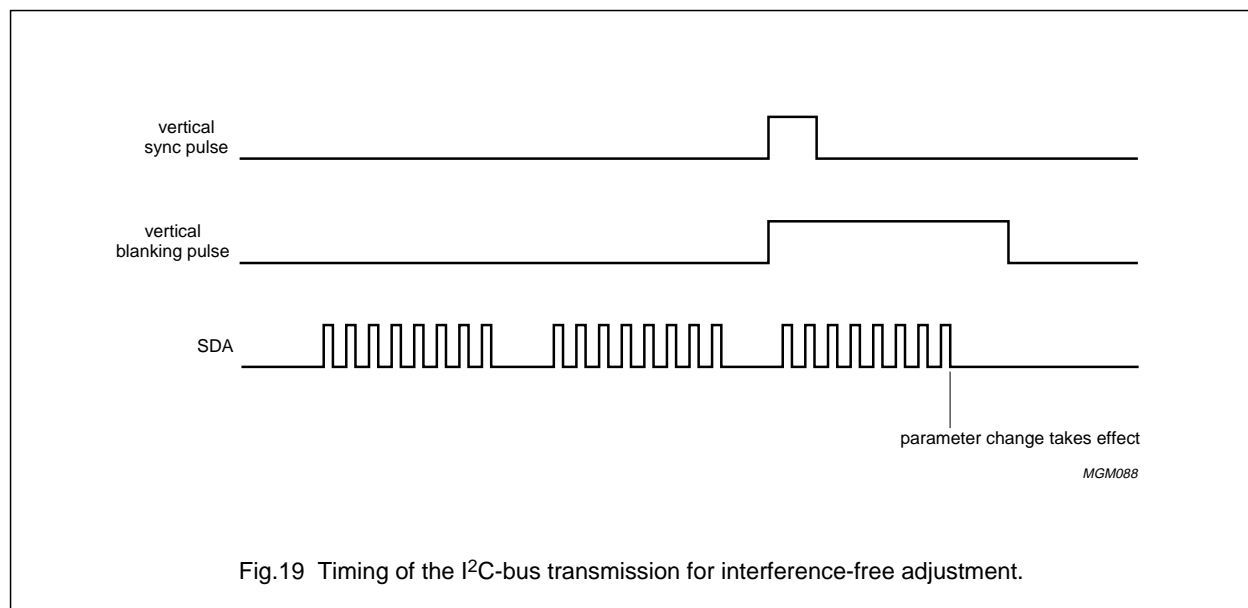 vertical
sync pulse
vertical
blanking pulse
SDA
parameter change takes effect
MGM088
Fig.19 Timing of the I²C-bus transmission for interference-free adjustment.